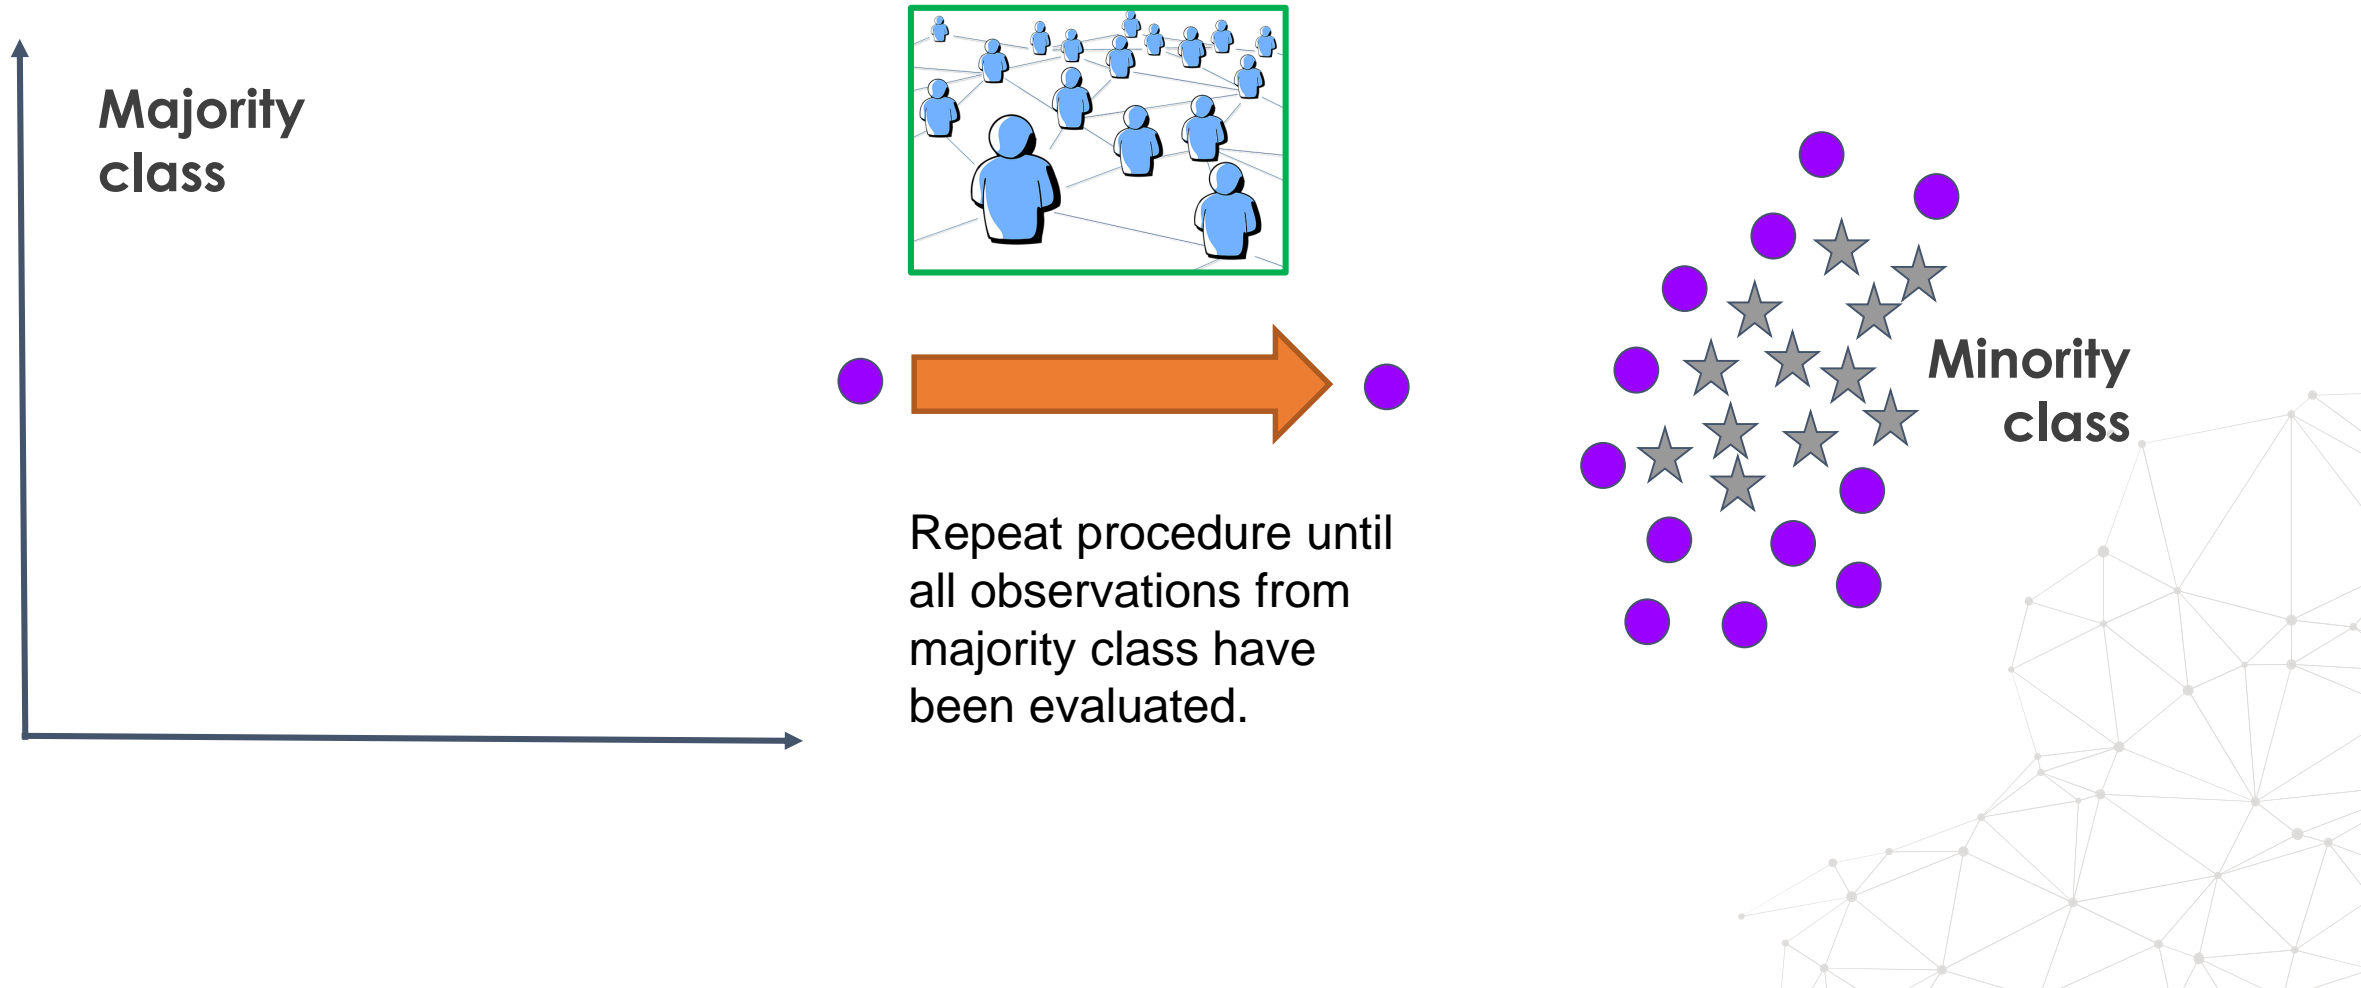 Majority
class
Minority
class
Repeat procedure until
all observations from
majority class have
been evaluated.